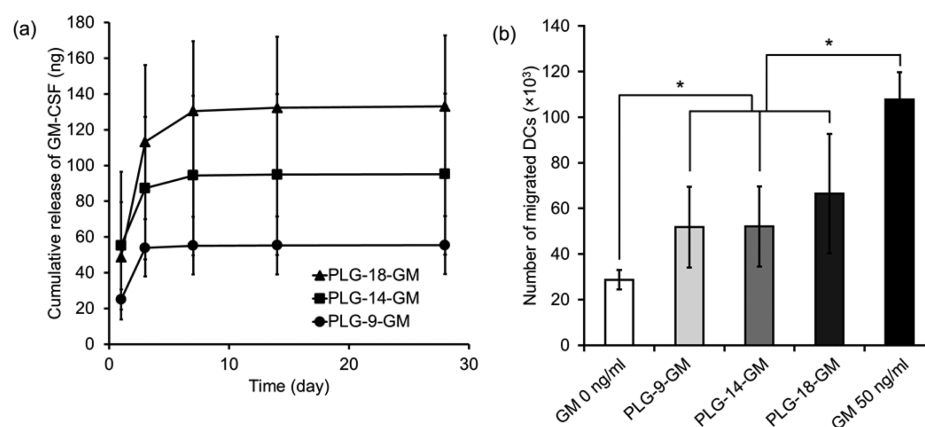 (a)
180
160
140
120
100
80
60
40
20
0
Cumulative release of GM-CSF (ng)
PLG-18-GM
PLG-14-GM
PLG-9-GM
0 10 20 30
Time (day)
(b)
140
120
100
80
60
40
20
0
Number of migrated DCs (×10³)
*
*
GM 0 ng/ml
PLG-9-GM
PLG-14-GM
PLG-18-GM
GM 50 ng/ml